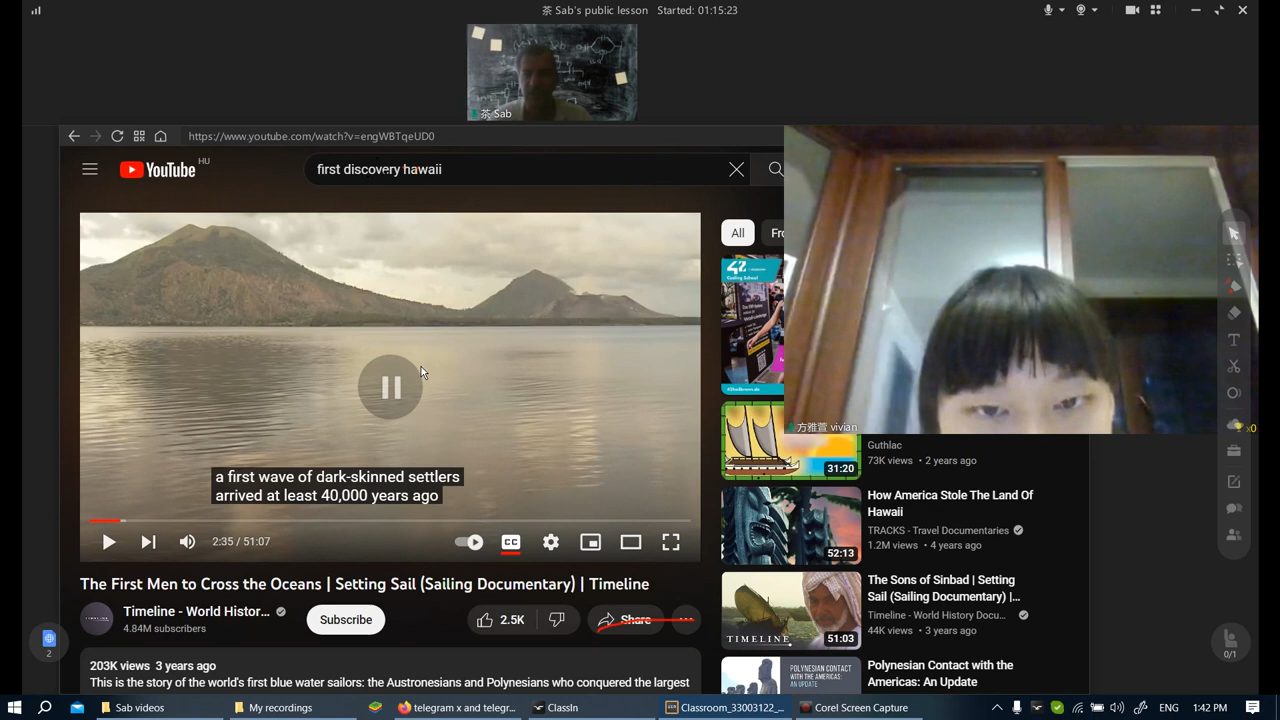 茶 Sab's public lesson Started: 01:15:23
茶 Sab
https://www.youtube.com/watch?v=engWBTqeUD0
YouTube HU
first discovery hawaii
All
Fro
42
Coding School
a first wave of dark-skinned settlers
arrived at least 40,000 years ago
2:35 / 51:07
CC
The First Men to Cross the Oceans | Setting Sail (Sailing Documentary) | Timeline
Timeline - World Histor...
4.84M subscribers
Subscribe
2.5K
Share
203K views 3 years ago
This is the story of the world's first blue water sailors: the Austronesians and Polynesians who conquered the largest
方雅萱 vivian
31:20
Guthlac
73K views • 2 years ago
52:13
How America Stole The Land Of
Hawaii
TRACKS - Travel Documentaries
1.2M views • 4 years ago
TIMELINE
51:03
The Sons of Sinbad | Setting
Sail (Sailing Documentary) |...
Timeline - World History Docu...
44K views • 3 years ago
POLYNESIAN CONTACT
WITH THE AMERICAS:
AN UPDATE
Polynesian Contact with the
Americas: An Update
x0
T
0/1
2
Sab videos
My recordings
telegram x and telegr...
ClassIn
Classroom_33003122_...
Corel Screen Capture
ENG
1:42 PM